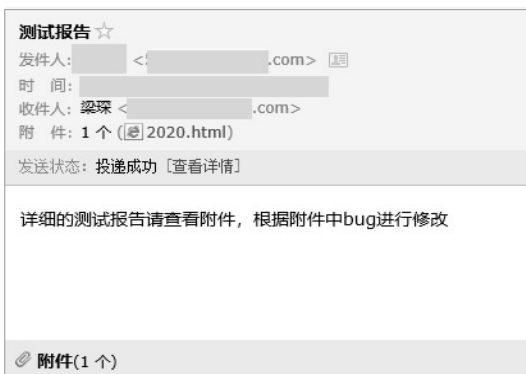 测试报告
发件人: < .com>
时 间:
收件人: 梁琛 < .com>
附 件: 1 个 (2020.html)
发送状态: 投递成功 [查看详情]
详细的测试报告请查看附件，根据附件中bug进行修改
附件(1 个)